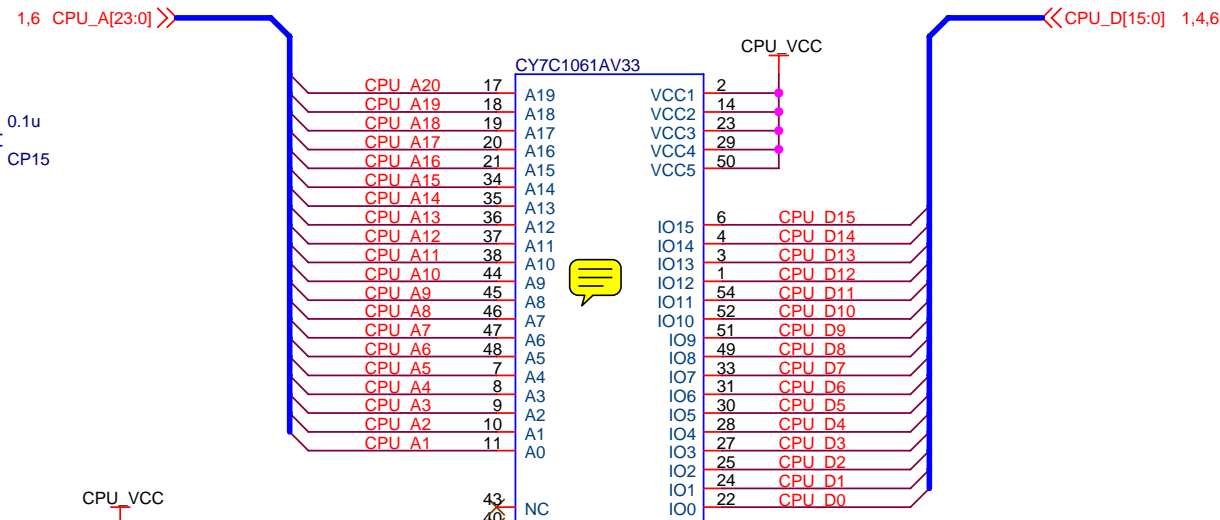 1,6 CPU_A[23:0]
CPU_D[15:0] 1,4,6
CPU_VCC
CY7C1061AV33
0.1u
CP15
CPU_A20 17 A19
CPU_A19 18 A18
CPU_A18 19 A17
CPU_A17 20 A16
CPU_A16 21 A15
CPU_A15 34 A14
CPU_A14 35 A13
CPU_A13 36 A12
CPU_A12 37 A11
CPU_A11 38 A10
CPU_A10 44 A9
CPU_A9 45 A8
CPU_A8 46 A7
CPU_A7 47 A6
CPU_A6 48 A5
CPU_A5 7 A4
CPU_A4 8 A3
CPU_A3 9 A2
CPU_A2 10 A1
CPU_A1 11 A0
43 NC
40
VCC1 2
VCC2 14
VCC3 23
VCC4 29
VCC5 50
IO15 6 CPU_D15
IO14 4 CPU_D14
IO13 3 CPU_D13
IO12 1 CPU_D12
IO11 54 CPU_D11
IO10 52 CPU_D10
IO9 51 CPU_D9
IO8 49 CPU_D8
IO7 33 CPU_D7
IO6 31 CPU_D6
IO5 30 CPU_D5
IO4 28 CPU_D4
IO3 27 CPU_D3
IO2 25 CPU_D2
IO1 24 CPU_D1
IO0 22 CPU_D0
CPU_VCC